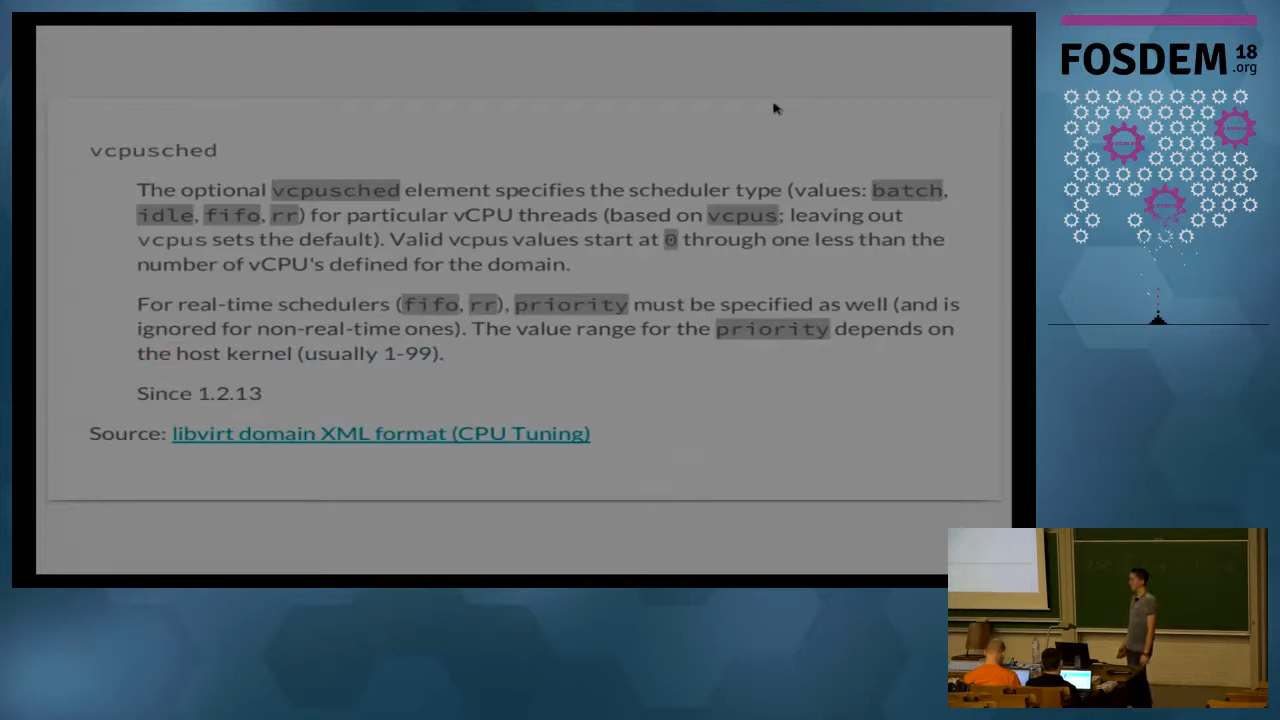 vcpusched
The optional vcpusched element specifies the scheduler type (values: batch,
idle, fifo, rr) for particular vCPU threads (based on vcpus; leaving out
vcpus sets the default). Valid vcpus values start at 0 through one less than the
number of vCPU's defined for the domain.
For real-time schedulers (fifo, rr), priority must be specified as well (and is
ignored for non-real-time ones). The value range for the priority depends on
the host kernel (usually 1-99).
Since 1.2.13
Source: libvirt domain XML format (CPU Tuning)
FOSDEM 18
.org